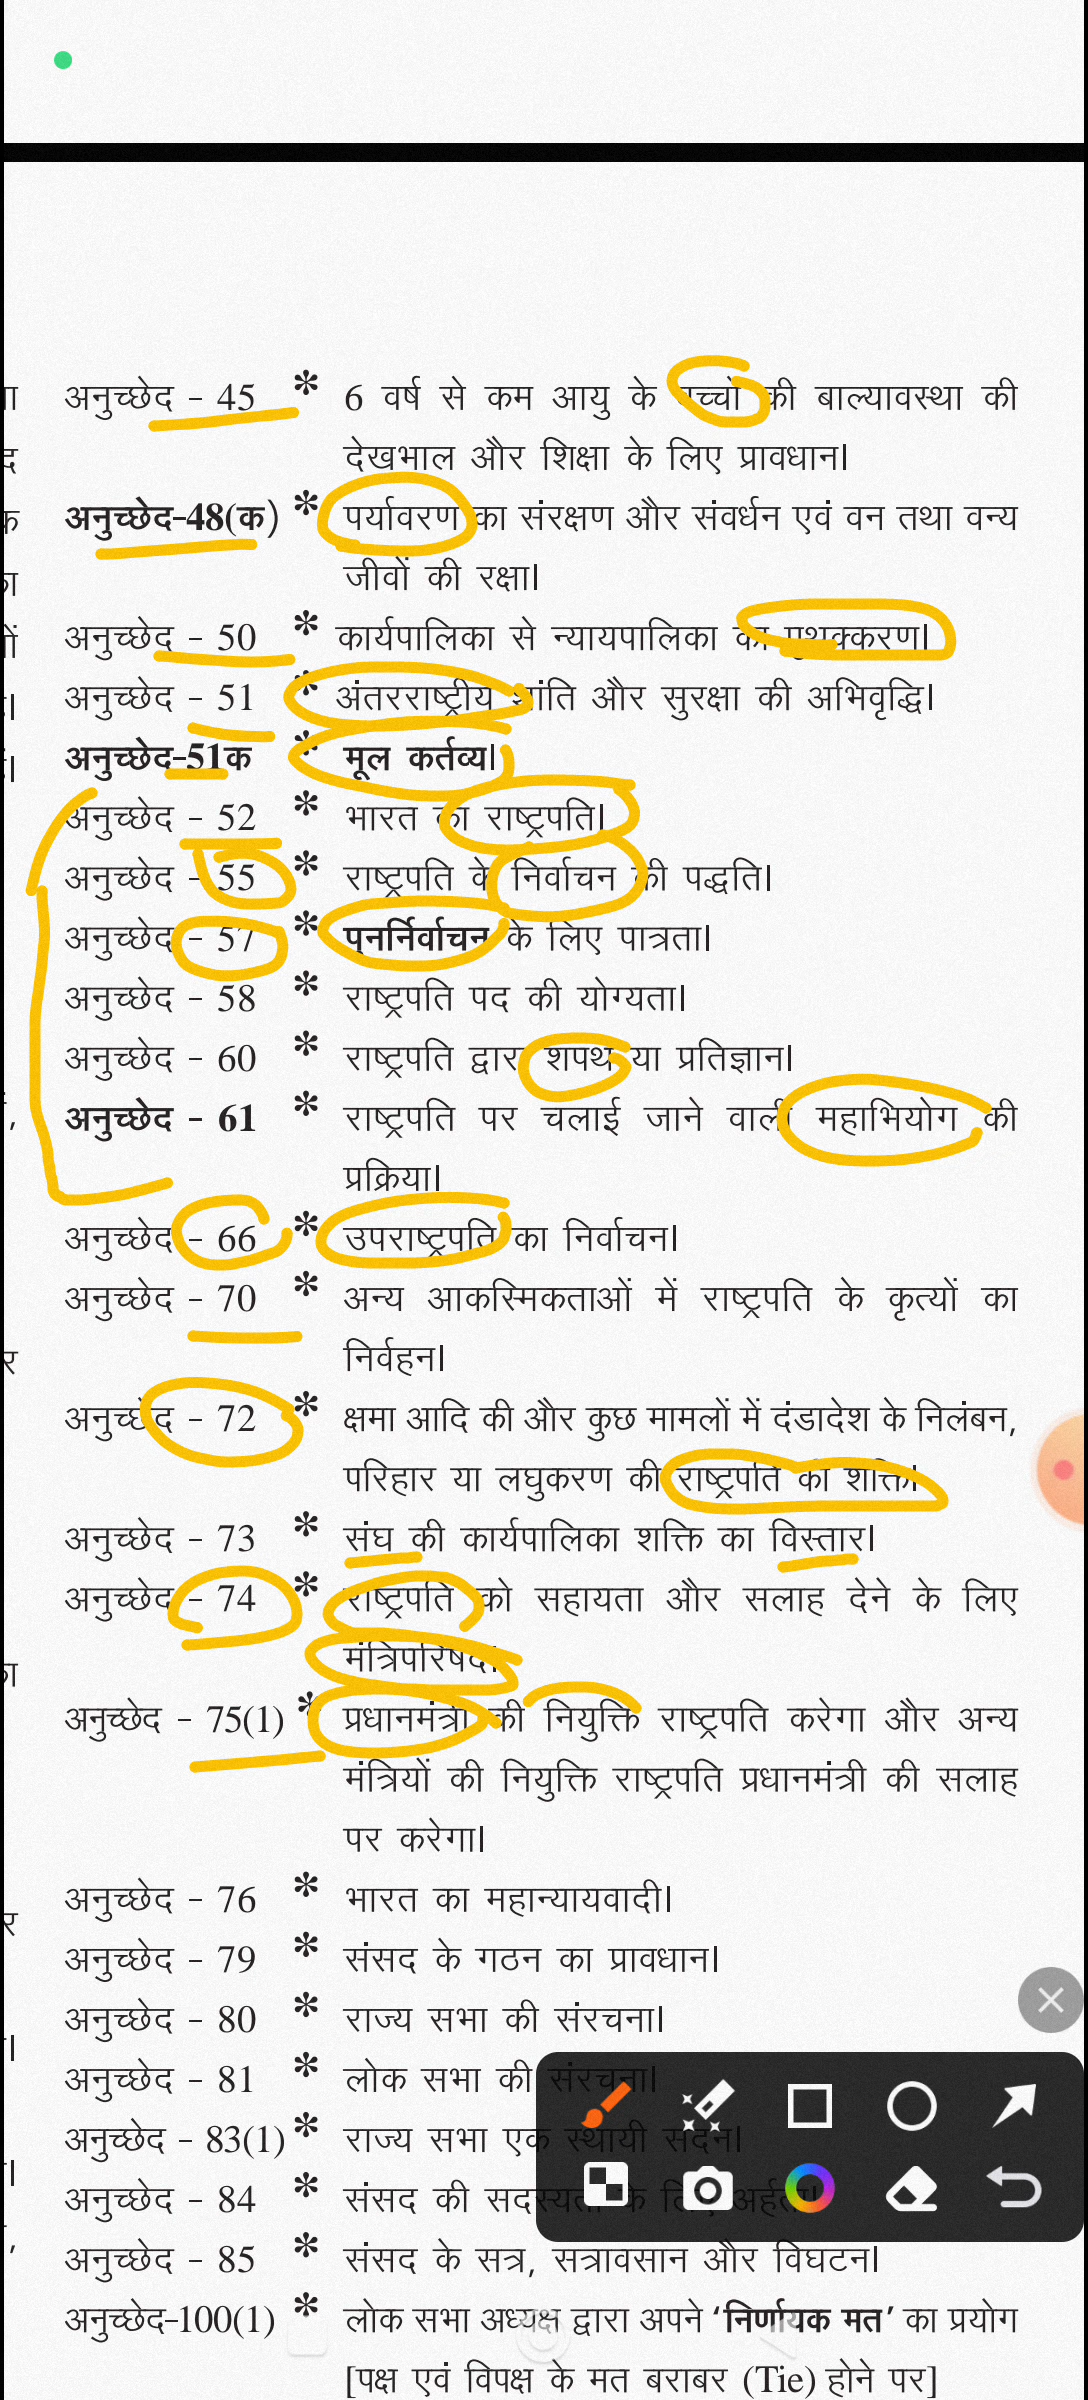 अनुच्छेद - 45 * 6 वर्ष से कम आयु के बच्चों की बाल्यावस्था की
देखभाल और शिक्षा के लिए प्रावधान।
अनुच्छेद-48(क) * पर्यावरण का संरक्षण और संवर्धन एवं वन तथा वन्य
जीवों की रक्षा।
अनुच्छेद - 50 * कार्यपालिका से न्यायपालिका का पृथक्करण।
अनुच्छेद - 51 * अंतरराष्ट्रीय शांति और सुरक्षा की अभिवृद्धि।
अनुच्छेद-51क * मूल कर्तव्य।
अनुच्छेद - 52 * भारत का राष्ट्रपति।
अनुच्छेद - 55 * राष्ट्रपति के निर्वाचन की पद्धति।
अनुच्छेद - 57 * पुनर्निर्वाचन के लिए पात्रता।
अनुच्छेद - 58 * राष्ट्रपति पद की योग्यता।
अनुच्छेद - 60 * राष्ट्रपति द्वारा शपथ या प्रतिज्ञान।
अनुच्छेद - 61 * राष्ट्रपति पर चलाई जाने वाली महाभियोग की
प्रक्रिया।
अनुच्छेद - 66 * उपराष्ट्रपति का निर्वाचन।
अनुच्छेद - 70 * अन्य आकस्मिकताओं में राष्ट्रपति के कृत्यों का
निर्वहन।
अनुच्छेद - 72 * क्षमा आदि की और कुछ मामलों में दंडादेश के निलंबन,
परिहार या लघुकरण की राष्ट्रपति की शक्ति।
अनुच्छेद - 73 * संघ की कार्यपालिका शक्ति का विस्तार।
अनुच्छेद - 74 * राष्ट्रपति को सहायता और सलाह देने के लिए
मंत्रिपरिषद।
अनुच्छेद - 75(1) * प्रधानमंत्री की नियुक्ति राष्ट्रपति करेगा और अन्य
मंत्रियों की नियुक्ति राष्ट्रपति प्रधानमंत्री की सलाह
पर करेगा।
अनुच्छेद - 76 * भारत का महान्यायवादी।
अनुच्छेद - 79 * संसद के गठन का प्रावधान।
अनुच्छेद - 80 * राज्य सभा की संरचना।
अनुच्छेद - 81 * लोक सभा की संरचना।
अनुच्छेद - 83(1) * राज्य सभा एक स्थायी सदन।
अनुच्छेद - 84 * संसद की सदस्यता के लिए अर्हता।
अनुच्छेद - 85 * संसद के सत्र, सत्रावसान और विघटन।
अनुच्छेद-100(1) * लोक सभा अध्यक्ष द्वारा अपने ‘निर्णायक मत’ का प्रयोग
[पक्ष एवं विपक्ष के मत बराबर (Tie) होने पर]